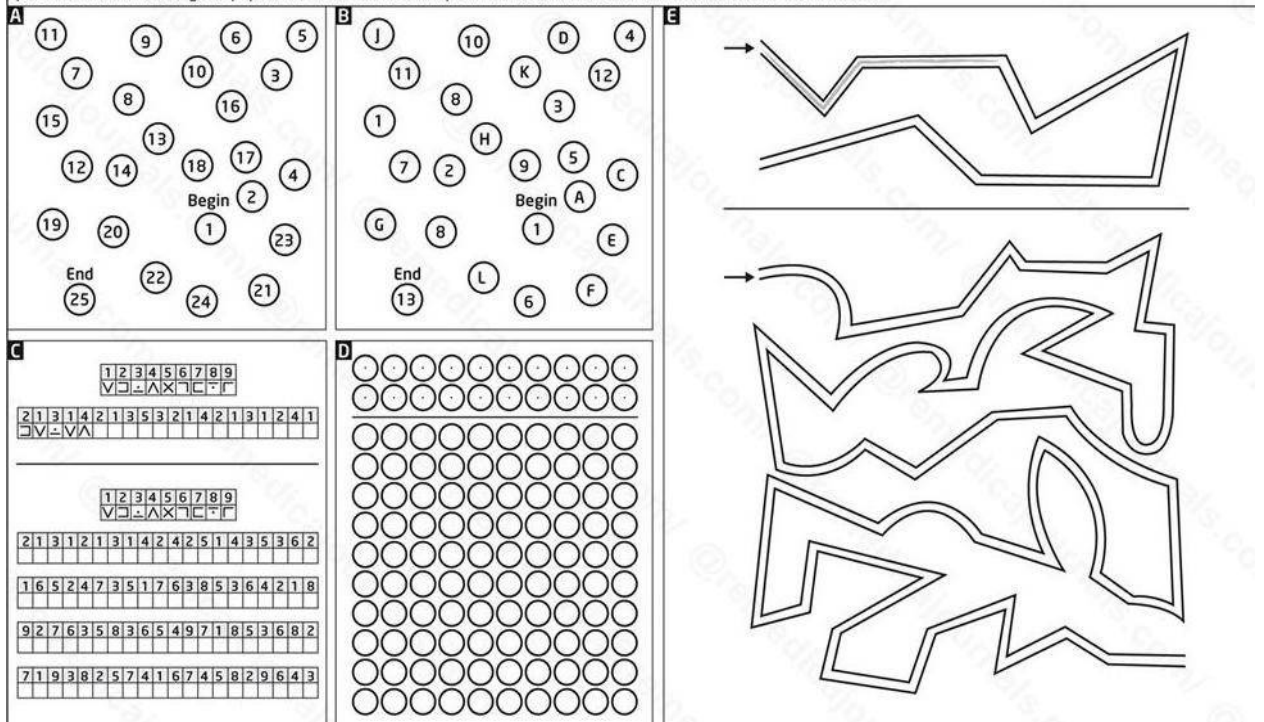 A
11 9 6 5
7 10 3
8 16
15 13
12 14 18 17 4
Begin 2
19 20 1 23
End 22 21
25 24
B
J 10 D 4
11 K 12
8 3
1 H
7 2 9 5 C
Begin A
G 8 1 E
End L F
13 6
C
1 2 3 4 5 6 7 8 9
2 1 3 1 4 2 1 3 5 3 2 1 4 2 1 3 1 2 4 1
1 2 3 4 5 6 7 8 9
2 1 3 1 2 1 3 1 4 2 4 2 5 1 4 3 5 3 6 2
1 6 5 2 4 7 3 5 1 7 6 3 8 5 3 6 4 2 1 8
9 2 7 6 3 5 8 3 6 5 4 9 7 1 8 5 3 6 8 2
7 1 9 3 8 2 5 7 4 1 6 7 4 5 8 2 9 6 4 3
D
E